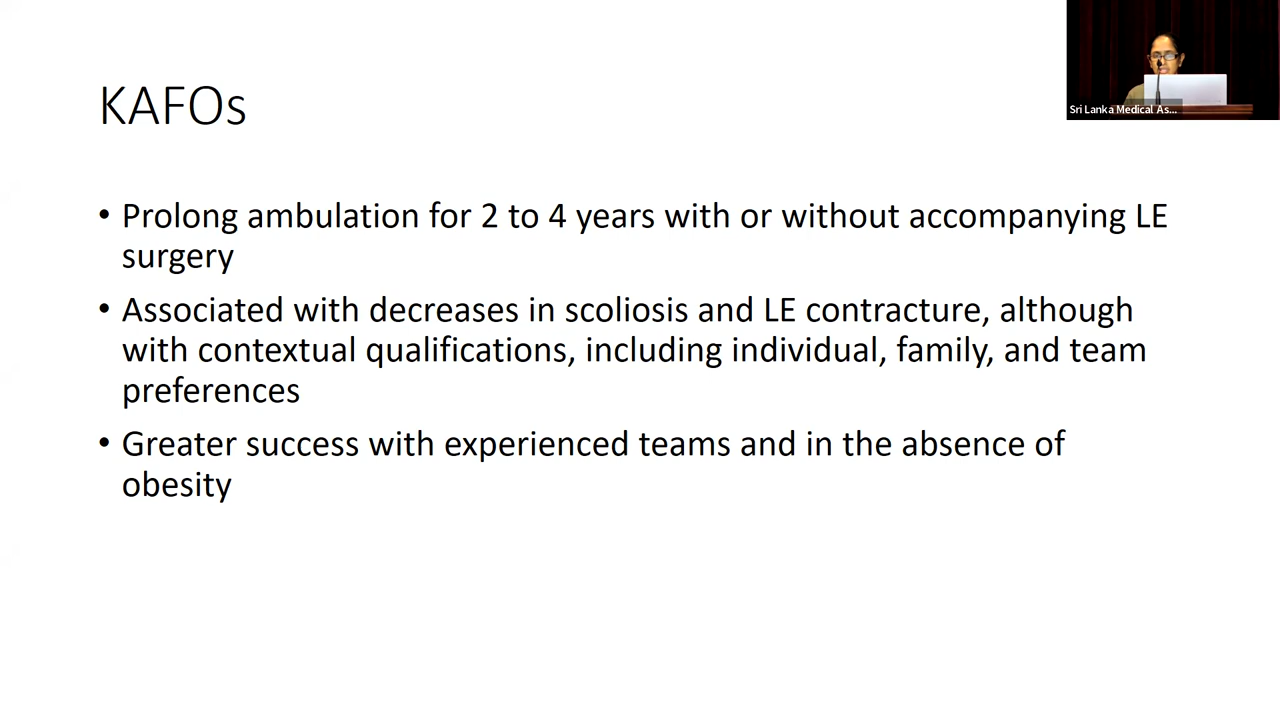 KAFOs
Sri Lanka Medical As...
• Prolong ambulation for 2 to 4 years with or without accompanying LE
surgery
• Associated with decreases in scoliosis and LE contracture, although
with contextual qualifications, including individual, family, and team
preferences
• Greater success with experienced teams and in the absence of
obesity